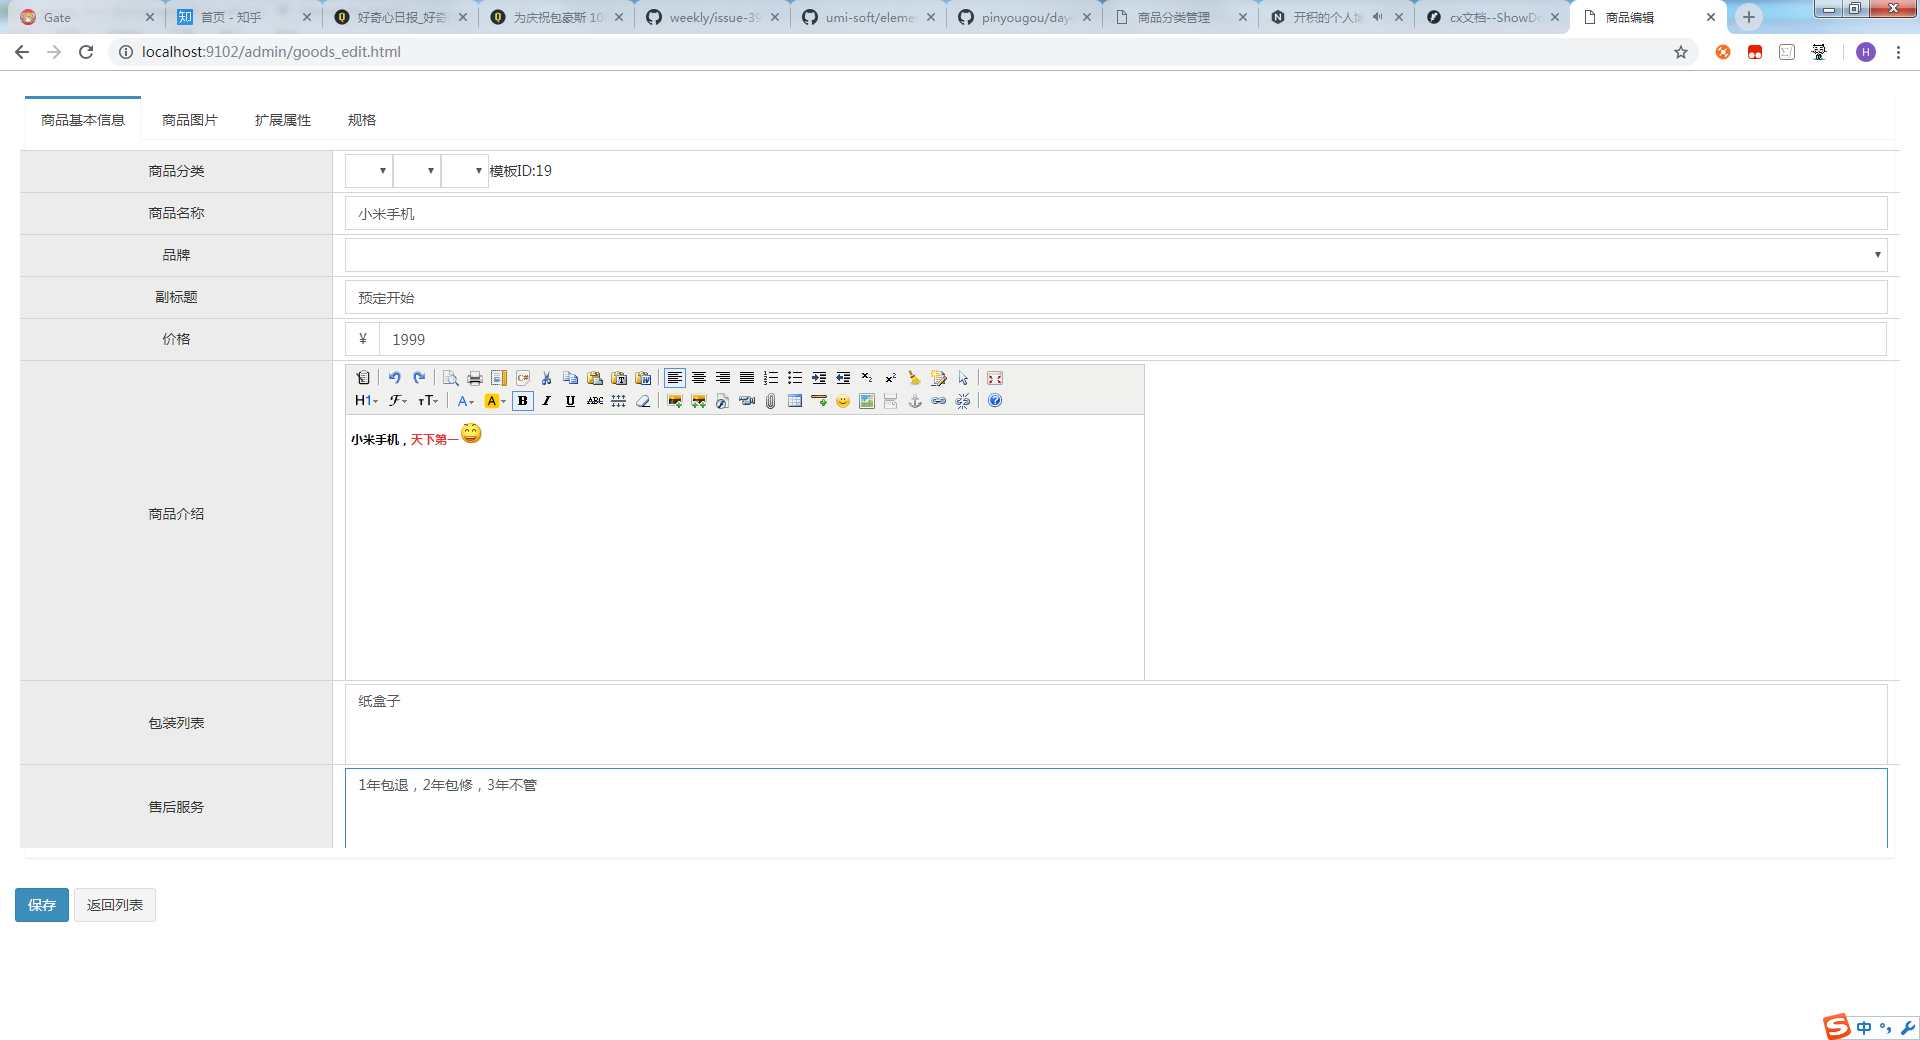 Gate
首页 - 知乎
好奇心日报_好奇
为庆祝包豪斯 10
weekly/issue-39
umi-soft/eleme
pinyougou/day
商品分类管理
开积的个人
cx文档--ShowDo
商品编辑
localhost:9102/admin/goods_edit.html
H
商品基本信息 商品图片 扩展属性 规格
商品分类 模板ID:19
商品名称 小米手机
品牌
副标题 预定开始
价格 ¥ 1999
商品介绍
小米手机，天下第一
包装列表 纸盒子
售后服务 1年包退，2年包修，3年不管
保存 返回列表
中